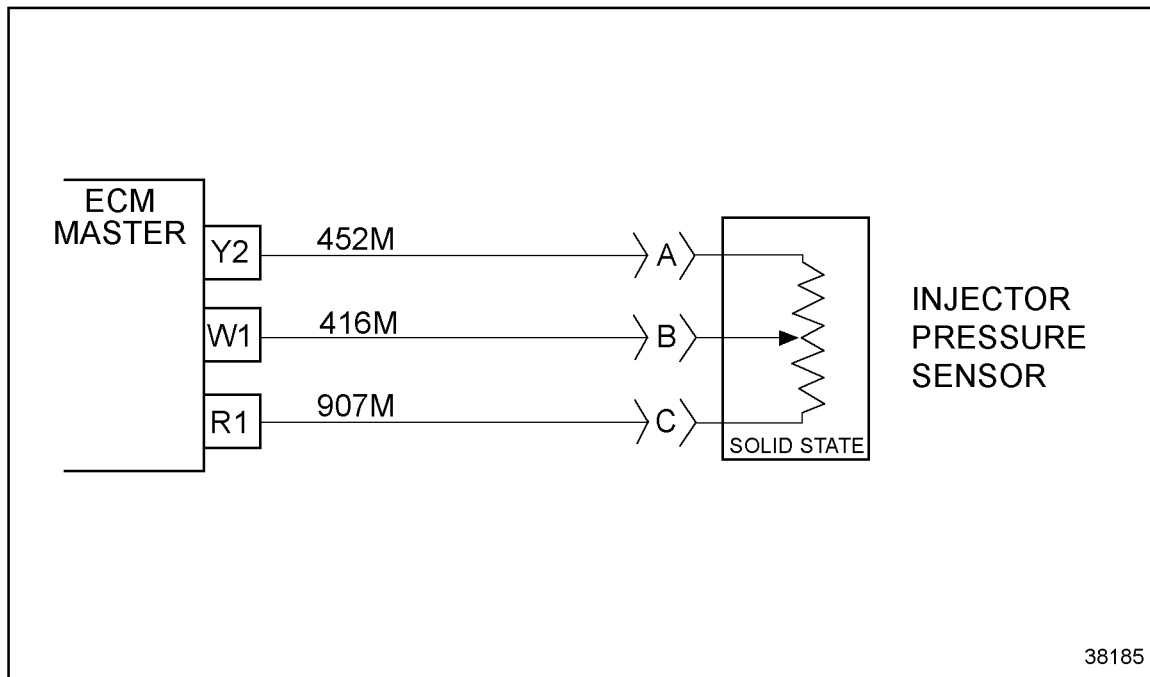 ECM
MASTER
Y2
452M
A
W1
416M
B
R1
907M
C
INJECTOR
PRESSURE
SENSOR
SOLID STATE
38185